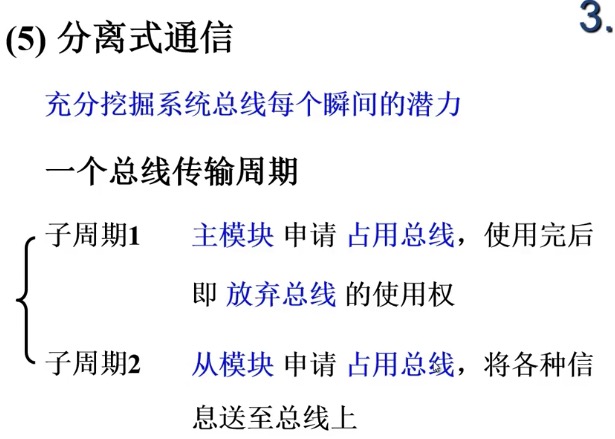 3.
(5) 分离式通信
充分挖掘系统总线每个瞬间的潜力
一个总线传输周期
子周期1 主模块 申请 占用总线，使用完后
即 放弃总线 的使用权
子周期2 从模块 申请 占用总线，将各种信
息送至总线上